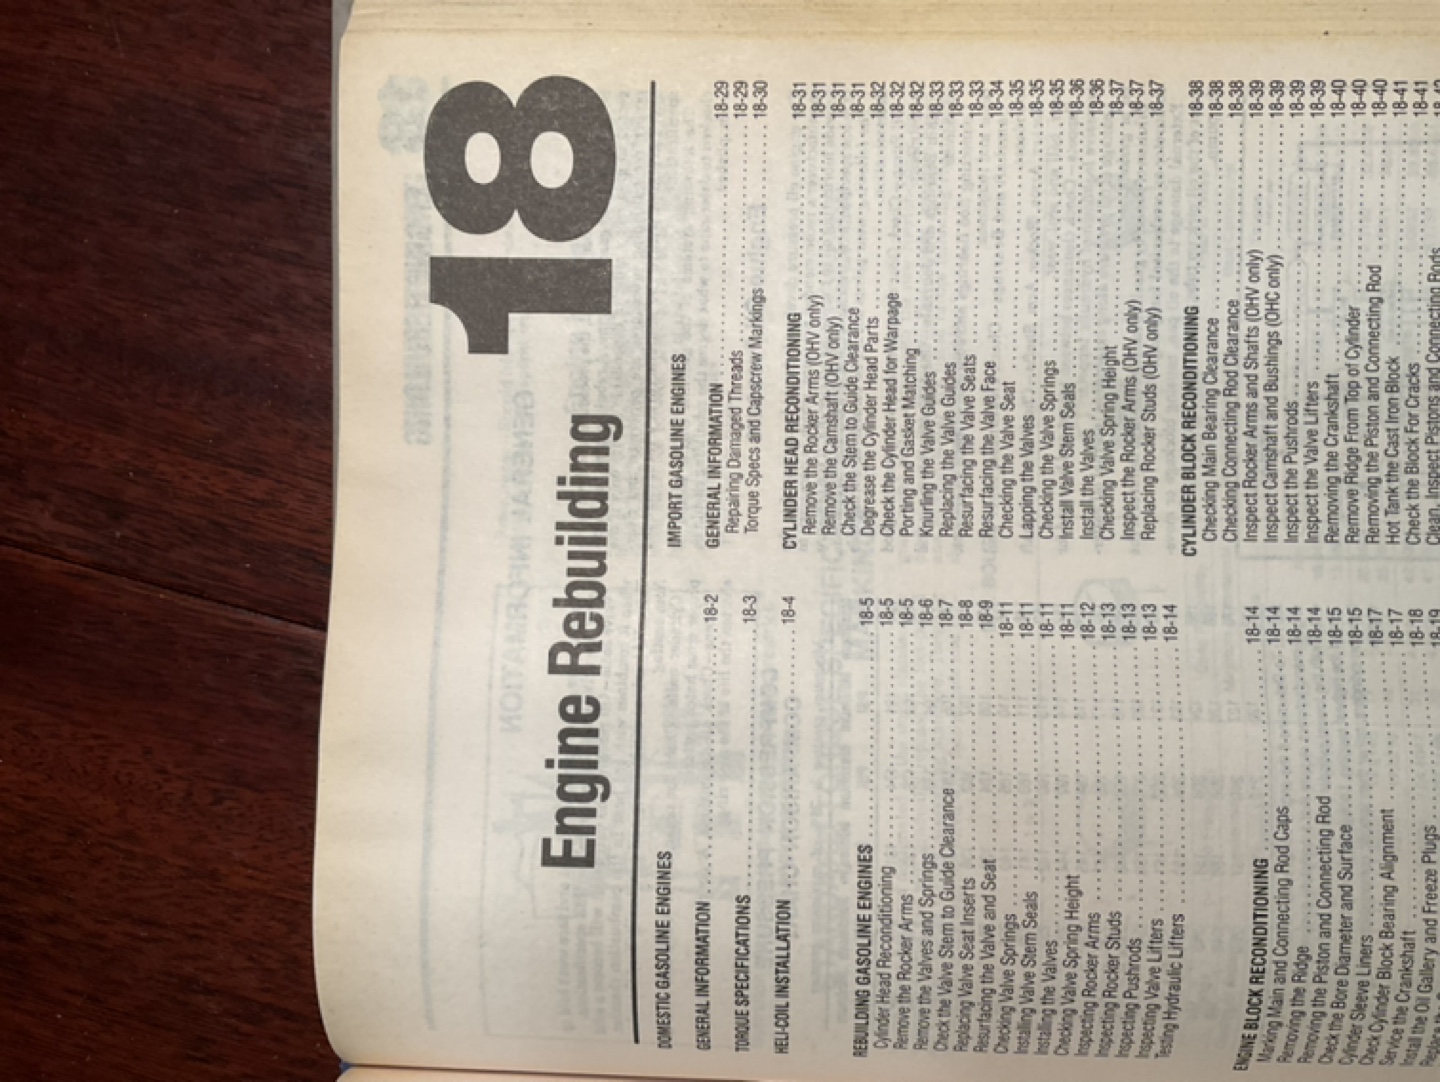 18
Engine Rebuilding
DOMESTIC GASOLINE ENGINES
GENERAL INFORMATION ........ 18-2
TORQUE SPECIFICATIONS ........ 18-3
HELI-COIL INSTALLATION ........ 18-4
REBUILDING GASOLINE ENGINES ........ 18-5
Cylinder Head Reconditioning ........ 18-5
Remove the Rocker Arms ........ 18-5
Remove the Valves and Springs ........ 18-6
Check the Valve Stem to Guide Clearance ........ 18-7
Replacing Valve Seat Inserts ........ 18-8
Resurfacing the Valve and Seat ........ 18-9
Checking Valve Springs ........ 18-11
Installing Valve Stem Seals ........ 18-11
Installing the Valves ........ 18-11
Checking Valve Spring Height ........ 18-11
Inspecting Rocker Arms ........ 18-12
Inspecting Rocker Studs ........ 18-13
Inspecting Pushrods ........ 18-13
Inspecting Valve Lifters ........ 18-13
Testing Hydraulic Lifters ........ 18-14
ENGINE BLOCK RECONDITIONING ........ 18-14
Marking Main and Connecting Rod Caps ........ 18-14
Removing the Ridge ........ 18-14
Removing the Piston and Connecting Rod ........ 18-14
Check the Bore Diameter and Surface ........ 18-15
Cylinder Sleeve Liners ........ 18-15
Check Cylinder Block Bearing Alignment ........ 18-17
Service the Crankshaft ........ 18-17
Install the Oil Gallery and Freeze Plugs ........ 18-18
18-19
IMPORT GASOLINE ENGINES
GENERAL INFORMATION ........ 18-29
Repairing Damaged Threads ........ 18-29
Torque Specs and Capscrew Markings ........ 18-30
CYLINDER HEAD RECONDITIONING ........ 18-31
Remove the Rocker Arms (OHV only) ........ 18-31
Remove the Camshaft (OHV only) ........ 18-31
Check the Stem to Guide Clearance ........ 18-31
Degrease the Cylinder Head Parts ........ 18-32
Check the Cylinder Head for Warpage ........ 18-32
Porting and Gasket Matching ........ 18-32
Knurling the Valve Guides ........ 18-33
Replacing the Valve Guides ........ 18-33
Resurfacing the Valve Seats ........ 18-33
Resurfacing the Valve Face ........ 18-34
Checking the Valve Seat ........ 18-35
Lapping the Valves ........ 18-35
Checking the Valve Springs ........ 18-35
Install Valve Stem Seals ........ 18-36
Install the Valves ........ 18-36
Checking Valve Spring Height ........ 18-37
Inspect the Rocker Arms (OHV only) ........ 18-37
Replacing Rocker Studs (OHV only) ........ 18-37
CYLINDER BLOCK RECONDITIONING ........ 18-38
Checking Main Bearing Clearance ........ 18-38
Checking Connecting Rod Clearance ........ 18-38
Inspect Rocker Arms and Shafts (OHV only) ........ 18-39
Inspect Camshaft and Bushings (OHC only) ........ 18-39
Inspect the Pushrods ........ 18-39
Inspect the Valve Lifters ........ 18-39
Removing the Crankshaft ........ 18-40
Remove Ridge From Top of Cylinder ........ 18-40
Removing the Piston and Connecting Rod ........ 18-40
Hot Tank the Cast Iron Block ........ 18-41
Check the Block For Cracks ........ 18-41
Clean, Inspect Pistons and Connecting Rods